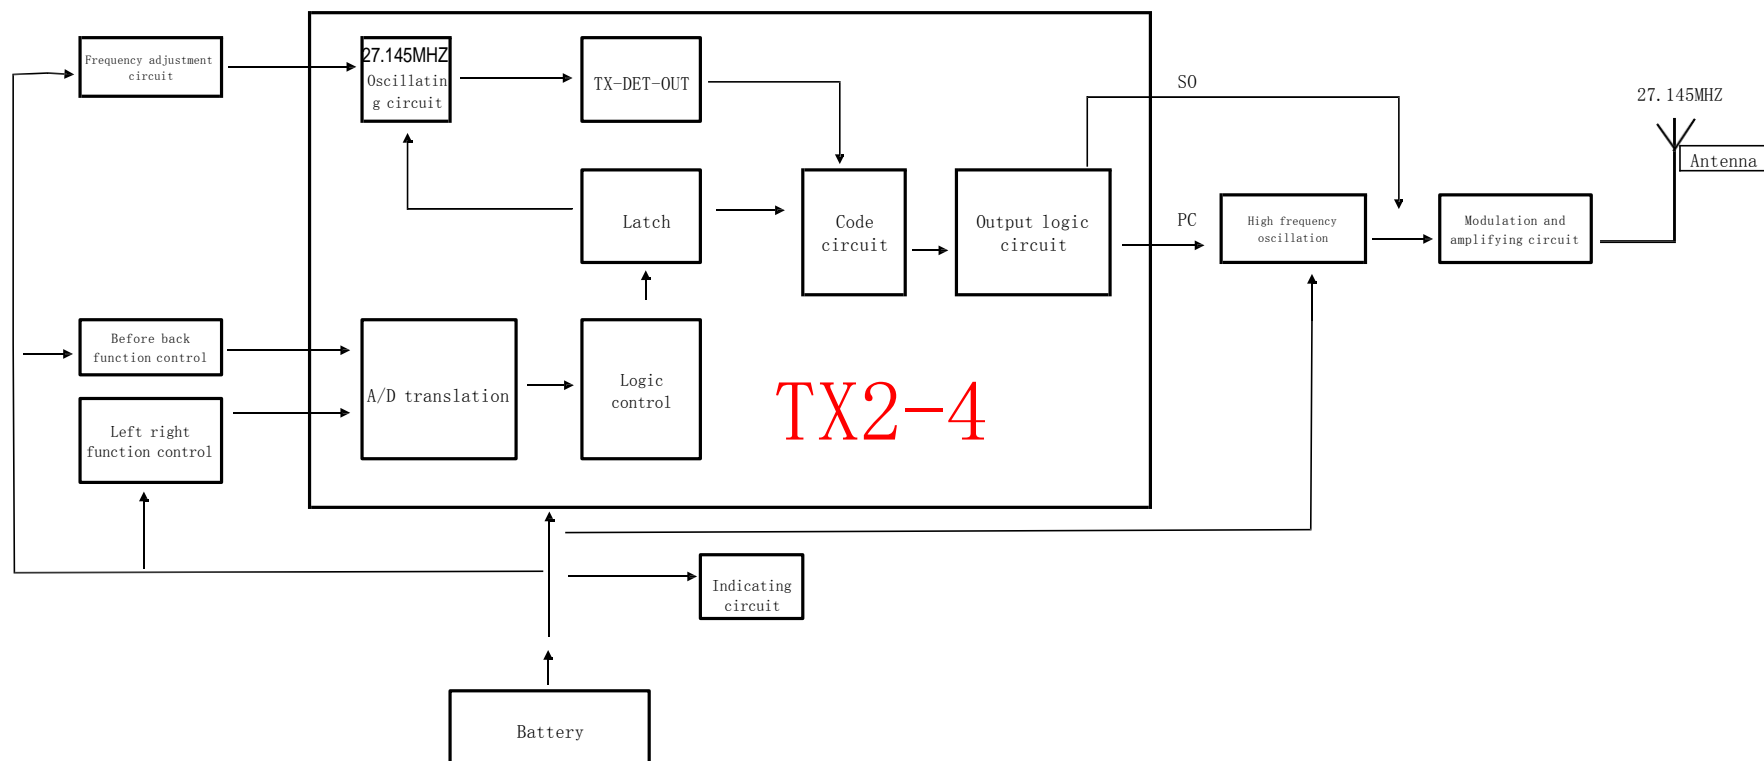 Frequency adjustment
circuit
27.145MHZ
Oscillatin
g circuit
TX-DET-OUT
SO
27.145MHZ
Antenna
Latch
Code
circuit
Output logic
circuit
PC
High frequency
oscillation
Modulation and
amplifying circuit
Before back
function control
Left right
function control
A/D translation
Logic
control
TX2-4
Indicating
circuit
Battery